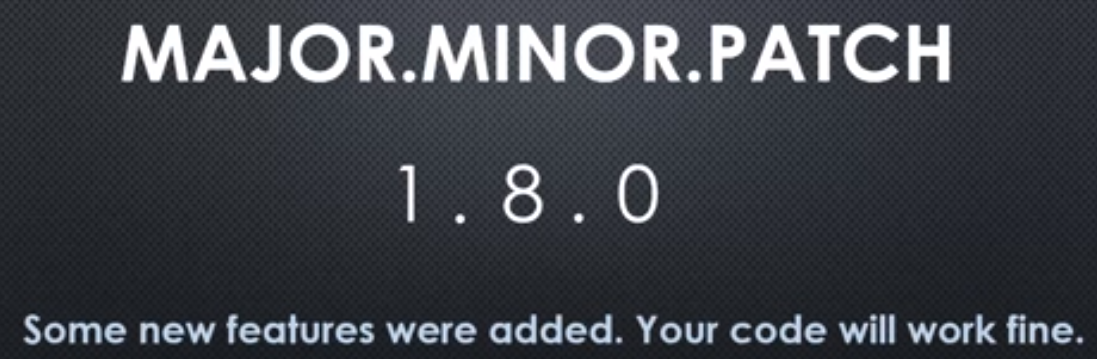 MAJOR.MINOR.PATCH
1 . 8 . 0
Some new features were added. Your code will work fine.